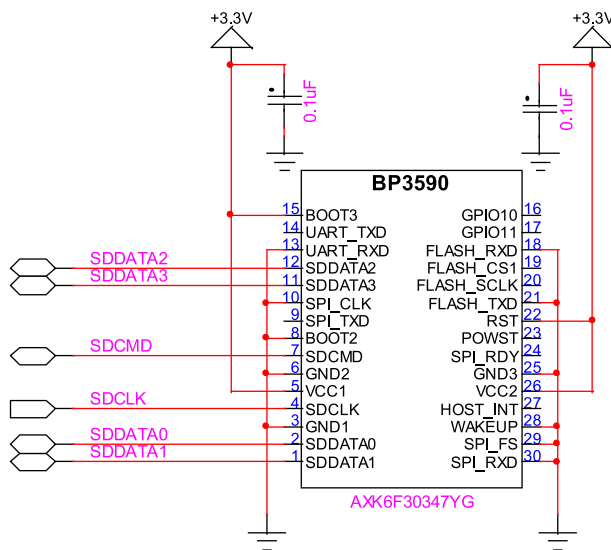 +3.3V
+3.3V
0.1uF
0.1uF
BP3590
15 BOOT3 GPIO10 16
14 UART_TXD GPIO11 17
13 UART_RXD FLASH_RXD 18
SDDATA2 12 SDDATA2 FLASH_CS1 19
SDDATA3 11 SDDATA3 FLASH_SCLK 20
10 SPI_CLK FLASH_TXD 21
9 SPI_TXD RST 22
8 BOOT2 POWST 23
SDCMD 7 SDCMD SPI_RDY 24
6 GND2 GND3 25
5 VCC1 VCC2 26
SDCLK 4 SDCLK HOST_INT 27
3 GND1 WAKEUP 28
SDDATA0 2 SDDATA0 SPI_FS 29
SDDATA1 1 SDDATA1 SPI_RXD 30
AXK6F30347YG